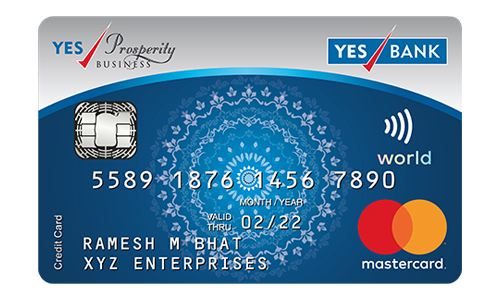 YES Prosperity
BUSINESS
YES BANK
world
5589 1876 1456 7890
MONTH / YEAR
VALID THRU 02/22
RAMESH M BHAT
XYZ ENTERPRISES
Credit Card
mastercard.